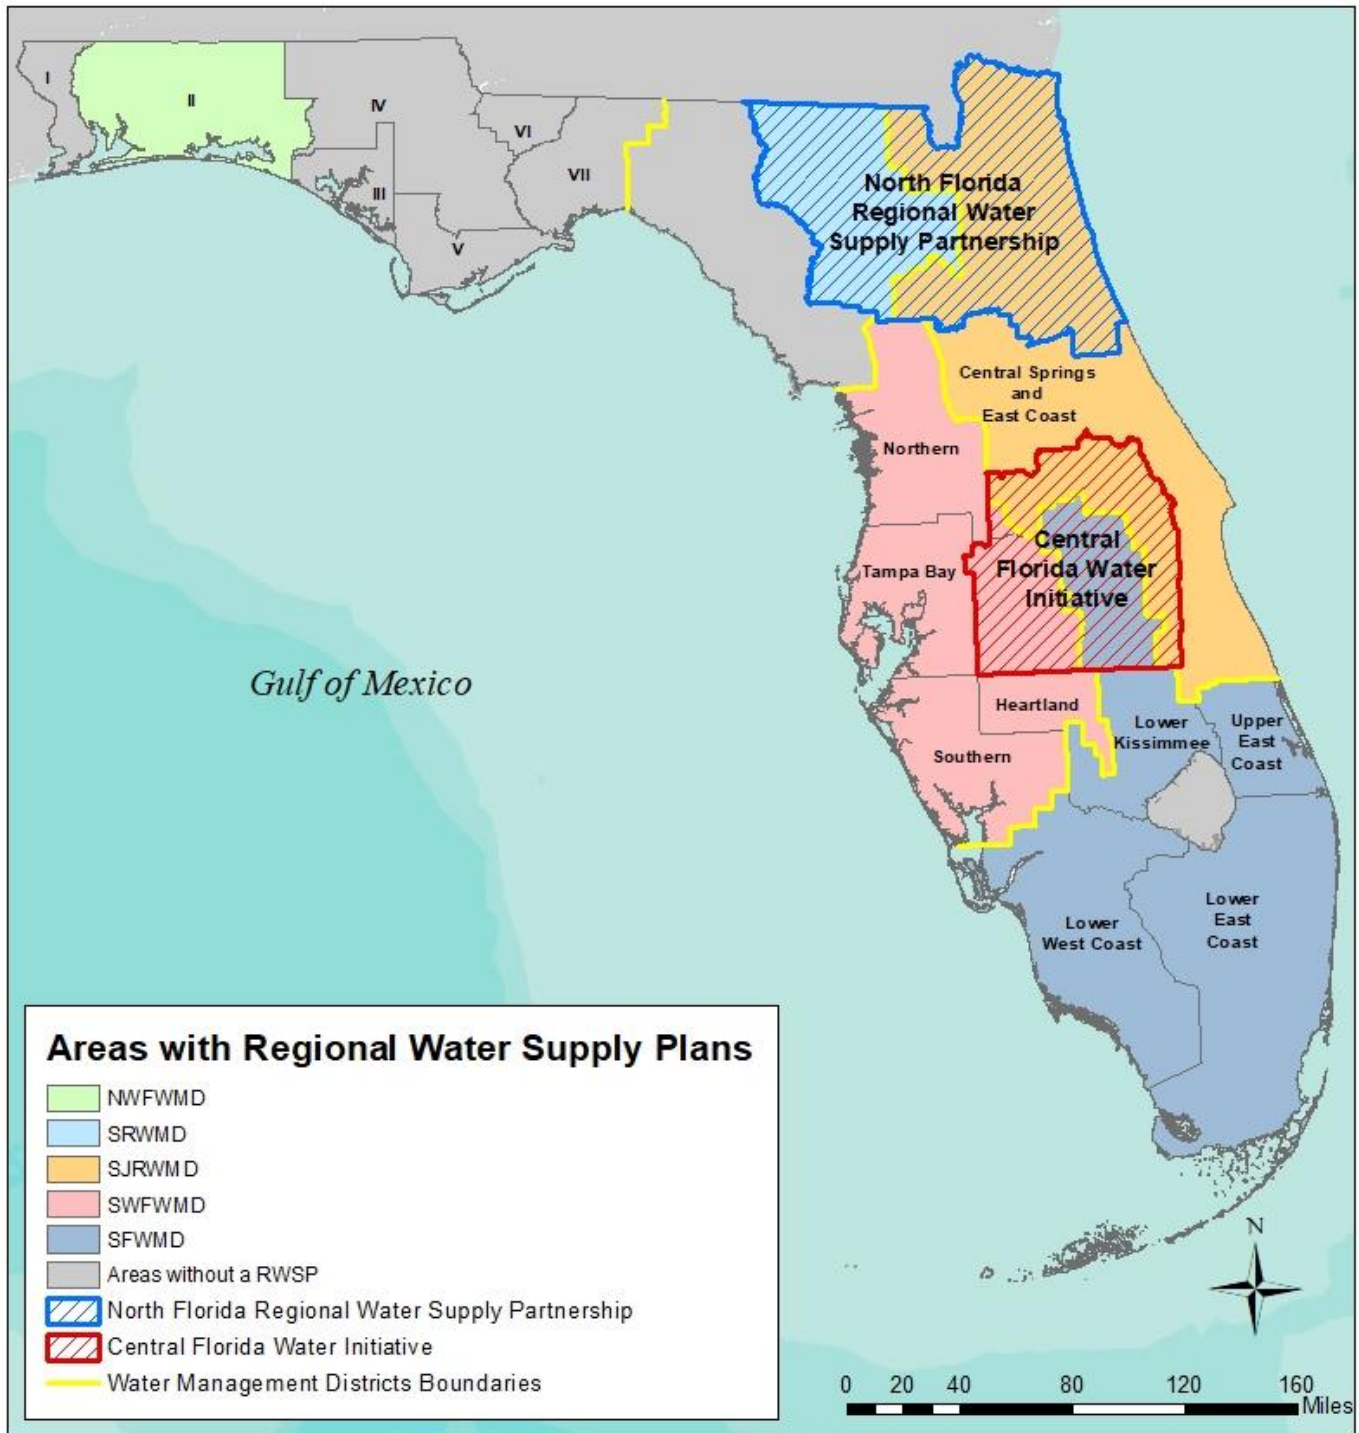 I
II
IV
VI
VII
III
V
North Florida
Regional Water
Supply Partnership
Central Springs
and
East Coast
Northern
Central
Florida Water
Initiative
Tampa Bay
Gulf of Mexico
Heartland
Lower
Kissimmee
Upper
East
Coast
Southern
Lower
West Coast
Lower
East
Coast
Areas with Regional Water Supply Plans
NWFWMD
SRWMD
SJRWMD
SWFWMD
SFWMD
Areas without a RWSP
North Florida Regional Water Supply Partnership
Central Florida Water Initiative
Water Management Districts Boundaries
N
0 20 40 80 120 160
Miles